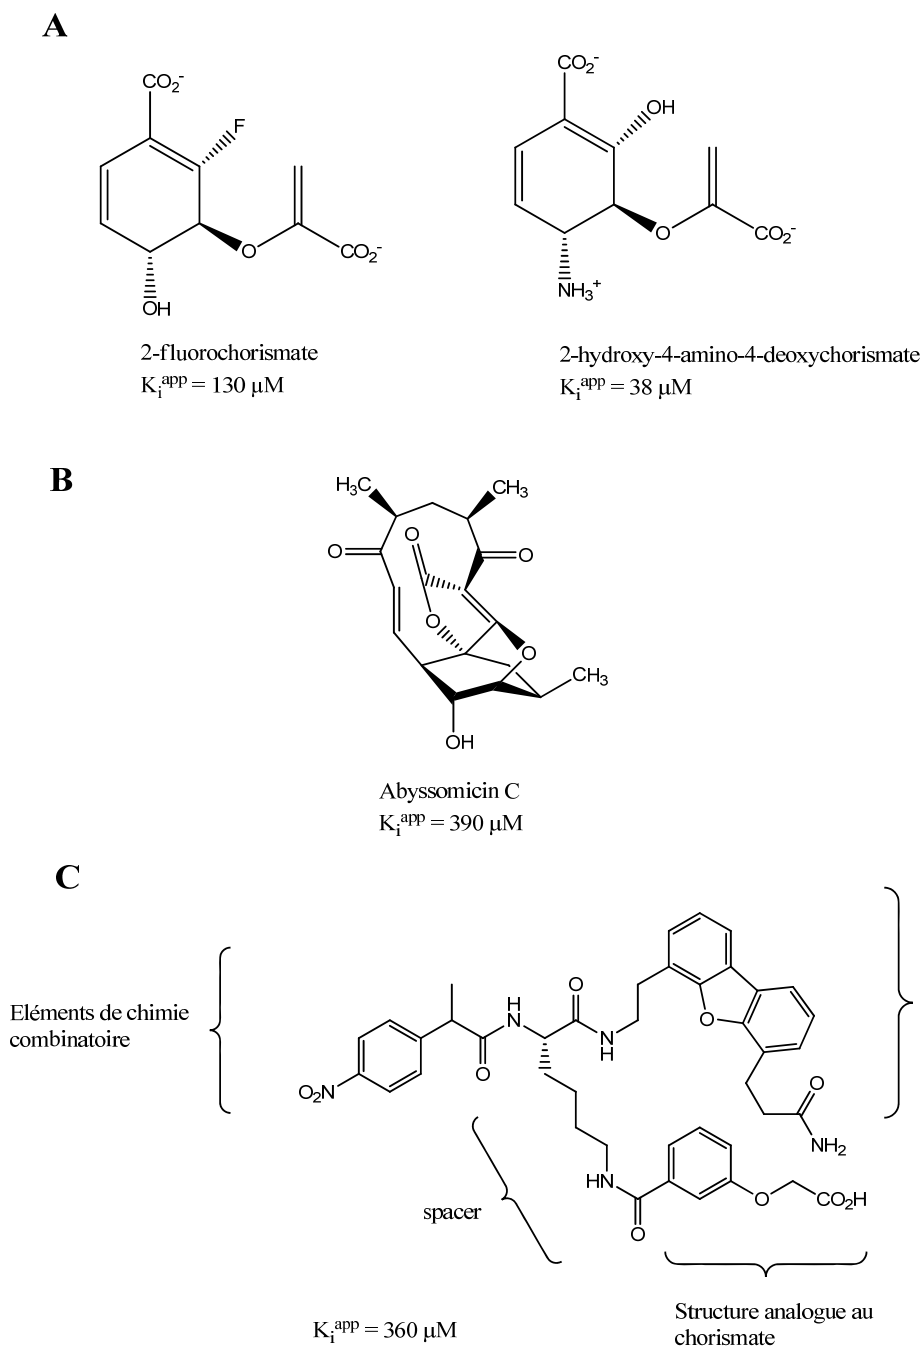 A
CO₂⁻
F
O
CO₂⁻
OH
2-fluorochorismate
Kᵢᵃᵖᵖ = 130 µM
CO₂⁻
OH
O
CO₂⁻
NH₃⁺
2-hydroxy-4-amino-4-deoxychorismate
Kᵢᵃᵖᵖ = 38 µM
B
H₃C
CH₃
O
O
O
O
O
CH₃
OH
Abyssomicin C
Kᵢᵃᵖᵖ = 390 µM
C
Eléments de chimie
combinatoire
O₂N
O
H
N
O
N
H
O
O
NH₂
HN
O
O
CO₂H
spacer
Structure analogue au
chorismate
Kᵢᵃᵖᵖ = 360 µM